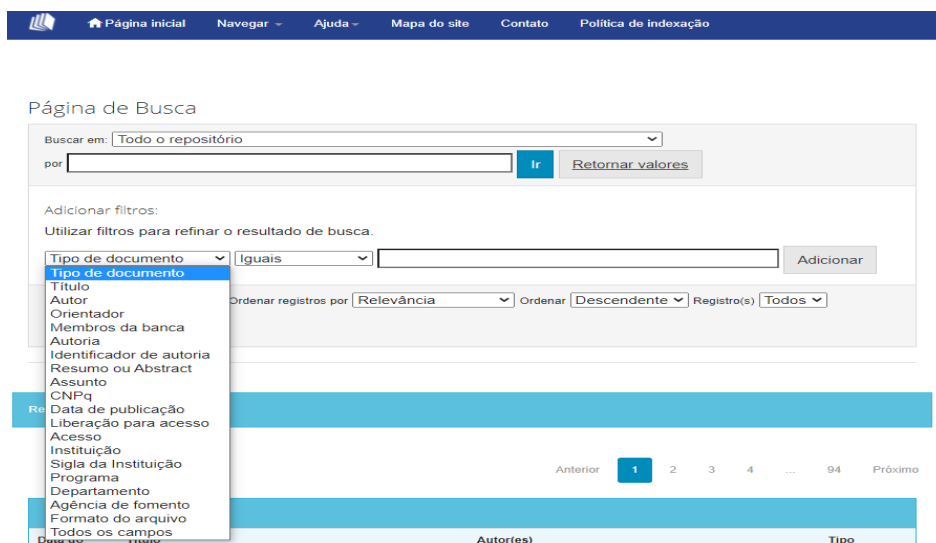 Página inicial Navegar Ajuda Mapa do site Contato Política de indexação
Página de Busca
Buscar em: Todo o repositório
por Ir Retornar valores
Adicionar filtros:
Utilizar filtros para refinar o resultado de busca.
Tipo de documento Iguais Adicionar
Tipo de documento
Título
Autor
Ordenar registros por Relevância Ordenar Descendente Registro(s) Todos
Orientador
Membros da banca
Autoria
Identificador de autoria
Resumo ou Abstract
Assunto
CNPq
Data de publicação
Liberação para acesso
Acesso
Instituição
Sigla da Instituição
Anterior 1 2 3 4 ... 94 Próximo
Programa
Departamento
Agência de fomento
Formato do arquivo
Todos os campos
Autor(es) Tipo